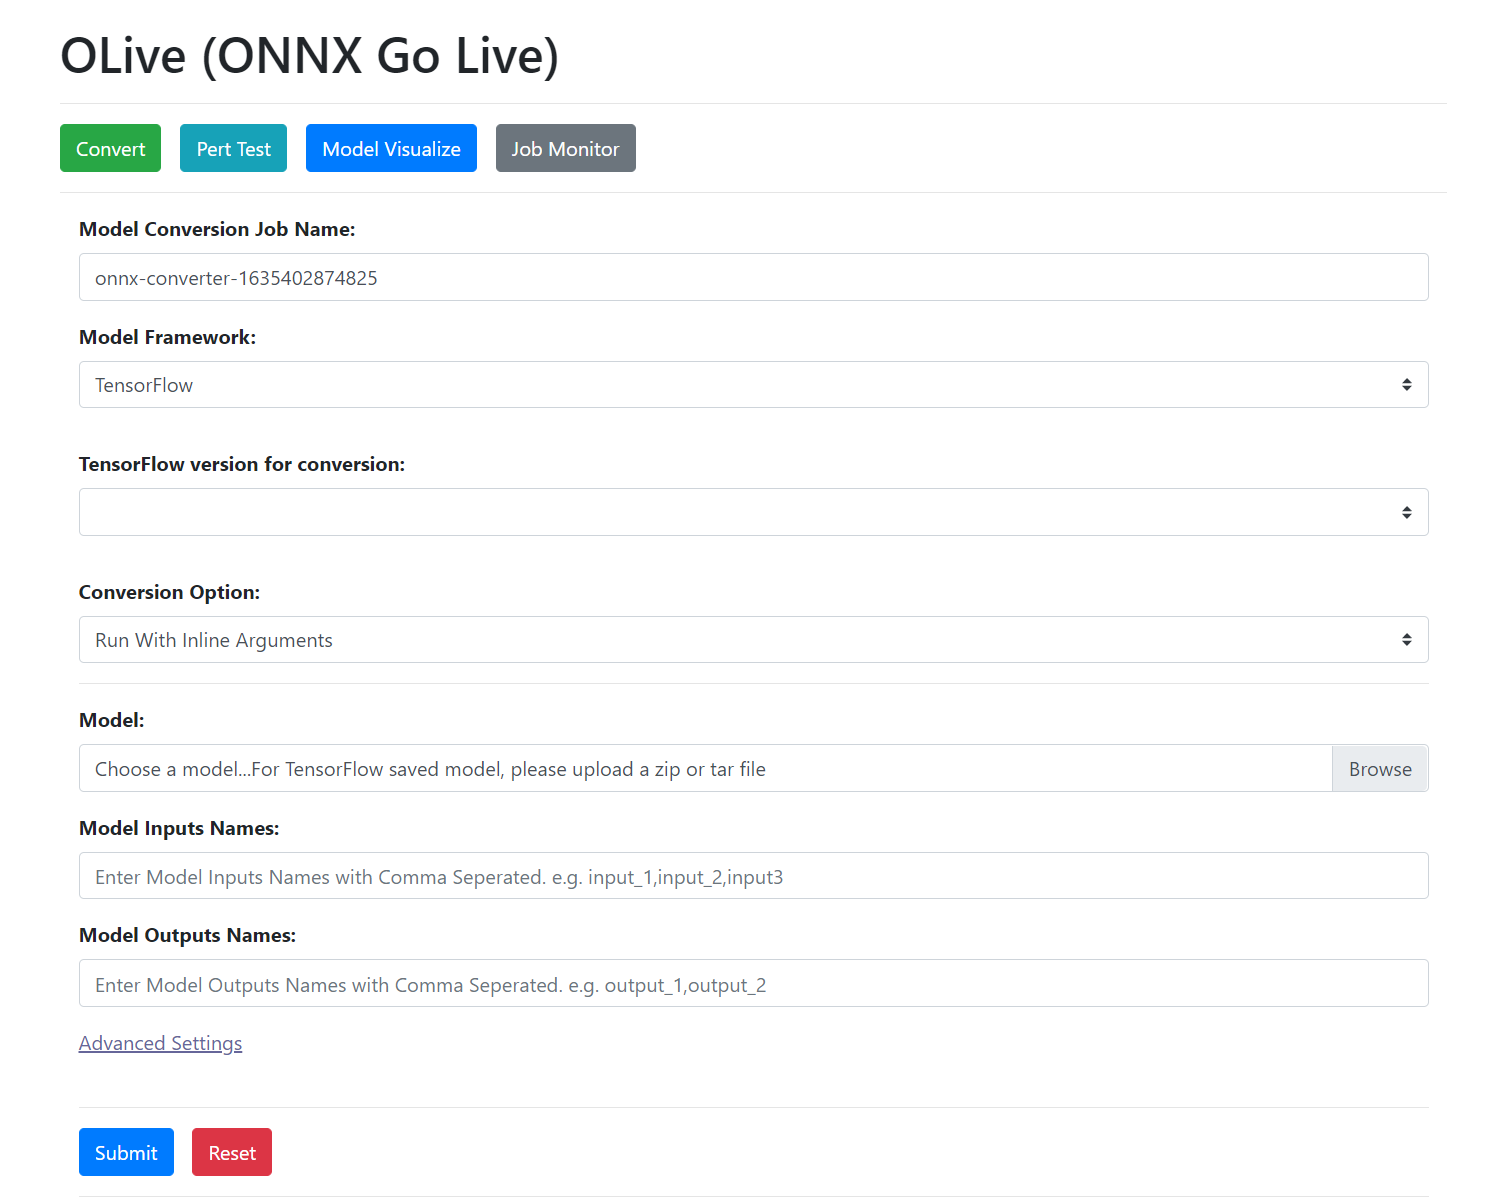 OLive (ONNX Go Live)
Convert Pert Test Model Visualize Job Monitor
Model Conversion Job Name:
onnx-converter-1635402874825
Model Framework:
TensorFlow
TensorFlow version for conversion:
Conversion Option:
Run With Inline Arguments
Model:
Choose a model...For TensorFlow saved model, please upload a zip or tar file Browse
Model Inputs Names:
Enter Model Inputs Names with Comma Seperated. e.g. input_1,input_2,input3
Model Outputs Names:
Enter Model Outputs Names with Comma Seperated. e.g. output_1,output_2
Advanced Settings
Submit Reset